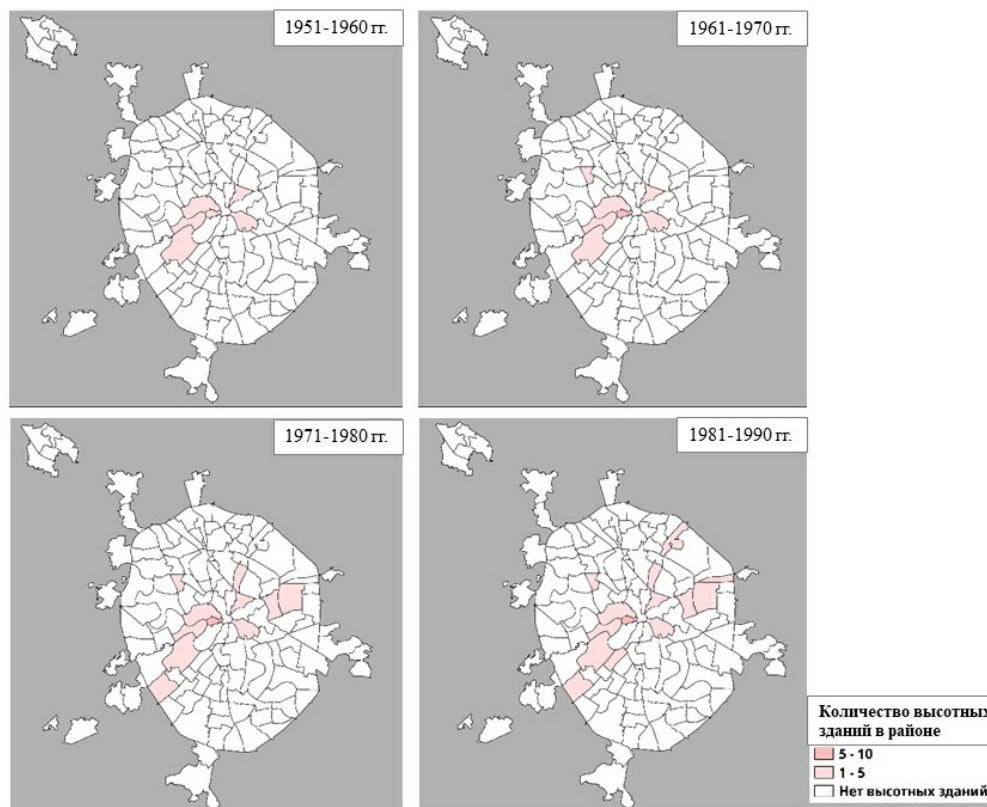 1951-1960 гг.
1961-1970 гг.
1971-1980 гг.
1981-1990 гг.
Количество высотных
зданий в районе
5 - 10
1 - 5
Нет высотных зданий